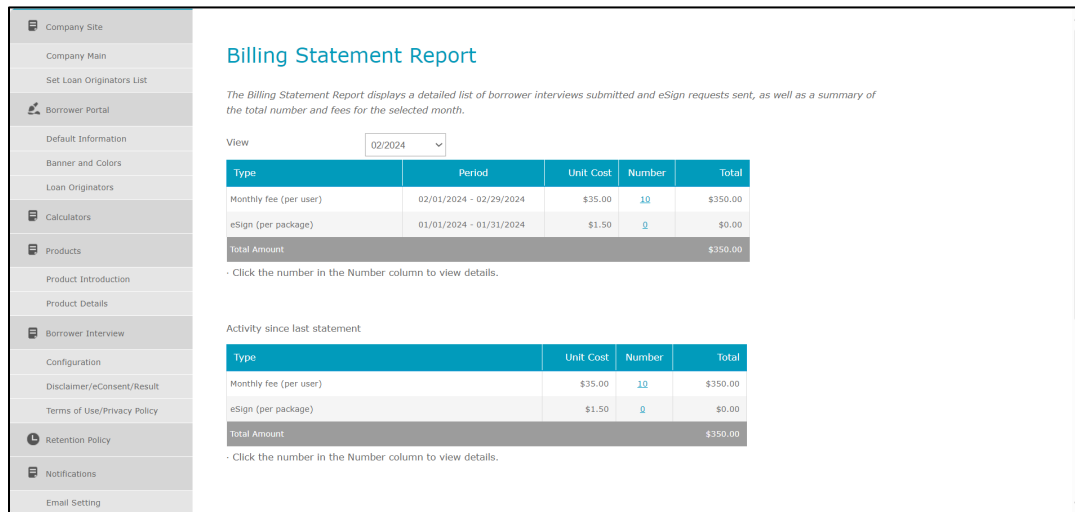 Company Site
Company Main
Set Loan Originators List
Borrower Portal
Default Information
Banner and Colors
Loan Originators
Calculators
Products
Product Introduction
Product Details
Borrower Interview
Configuration
Disclaimer/eConsent/Result
Terms of Use/Privacy Policy
Retention Policy
Notifications
Email Setting
Billing Statement Report
The Billing Statement Report displays a detailed list of borrower interviews submitted and eSign requests sent, as well as a summary of
the total number and fees for the selected month.
View 02/2024
Type Period Unit Cost Number Total
Monthly fee (per user) 02/01/2024 - 02/29/2024 $35.00 10 $350.00
eSign (per package) 01/01/2024 - 01/31/2024 $1.50 0 $0.00
Total Amount $350.00
· Click the number in the Number column to view details.
Activity since last statement
Type Unit Cost Number Total
Monthly fee (per user) $35.00 10 $350.00
eSign (per package) $1.50 0 $0.00
Total Amount $350.00
· Click the number in the Number column to view details.